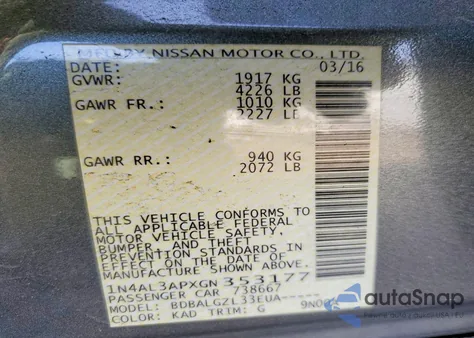 MFD BY NISSAN MOTOR CO., LTD.
DATE: 03/16
GVWR: 1917 KG
4226 LB
GAWR FR.: 1010 KG
2227 LB
GAWR RR.: 940 KG
2072 LB
THIS VEHICLE CONFORMS TO
ALL APPLICABLE FEDERAL
MOTOR VEHICLE SAFETY,
BUMPER, AND THEFT
PREVENTION STANDARDS IN
EFFECT ON THE DATE OF
MANUFACTURE SHOWN ABOVE.
1N4AL3APXGN353177
PASSENGER CAR 738667
MODEL: BDBALGZL33EUA-----
COLOR: KAD TRIM: G
autoSnap